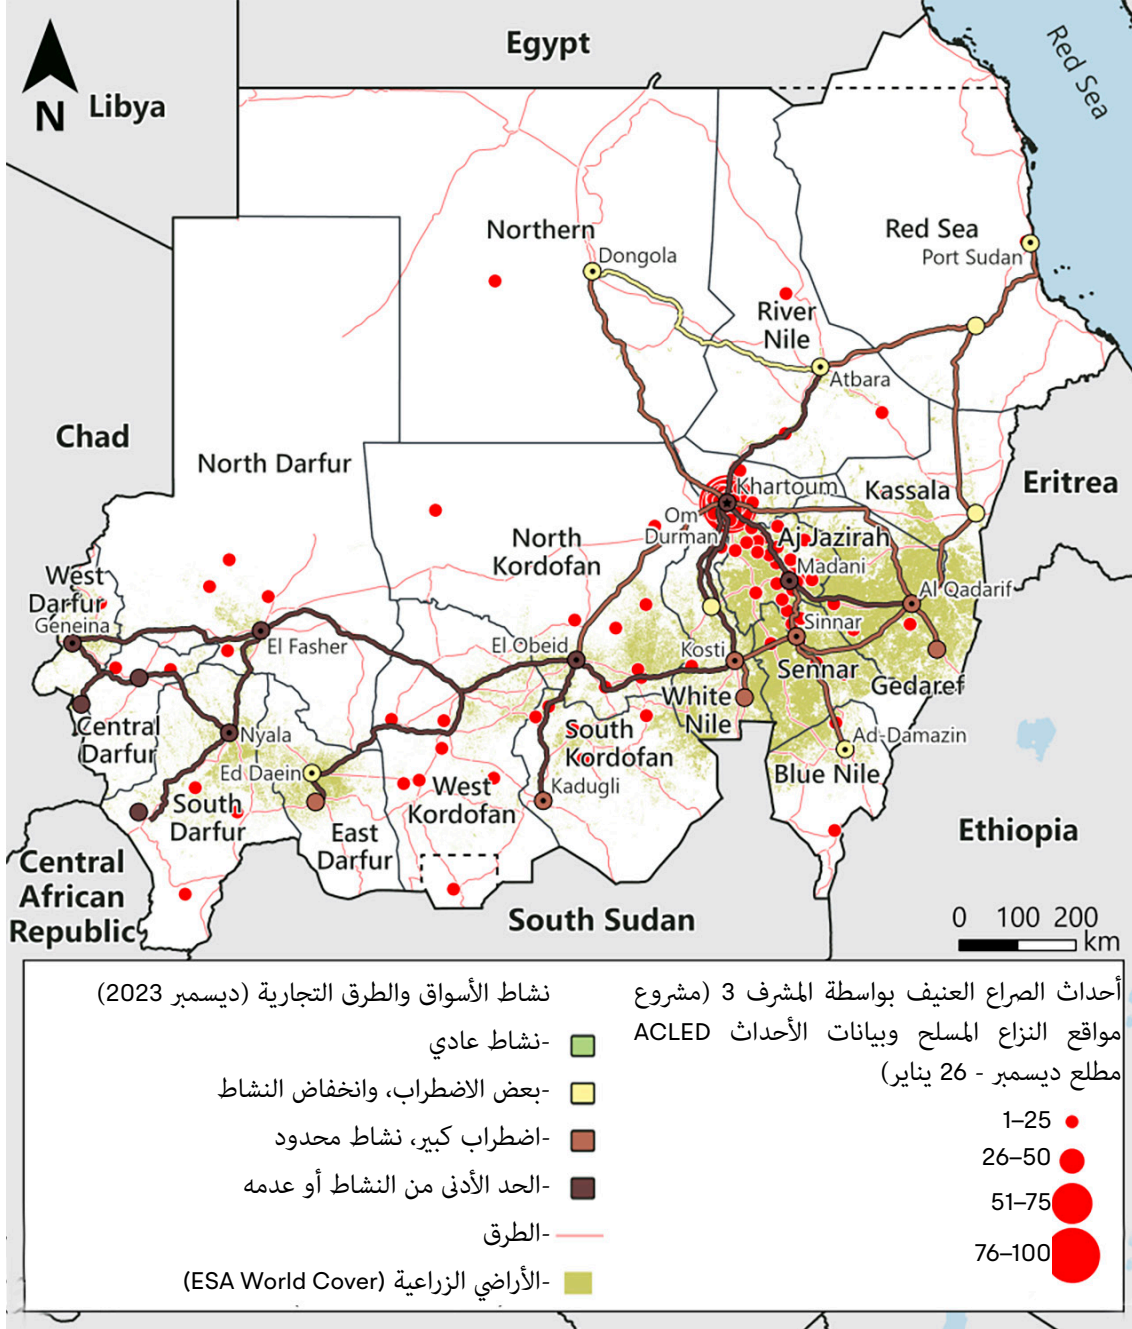 Egypt
Red Sea
Libya
N
Northern
Dongola
Red Sea
Port Sudan
River
Nile
Atbara
Chad
North Darfur
Khartoum
Kassala
Eritrea
Om
Durman
North
Kordofan
Aj Jazirah
Madani
West
Darfur
Geneina
Al Qadarif
El Fasher
El Obeid
Kosti
Sinnar
Sennar
Gedaref
White
Nile
Central
Darfur
Nyala
Ed Daein
South
Kordofan
Ad-Damazin
Blue Nile
Kadugli
West
Kordofan
South
Darfur
East
Darfur
Ethiopia
Central
African
Republic
South Sudan
0 100 200
km
أحداث الصراع العنيف بواسطة المشرف 3 (مشروع
مواقع النزاع المسلح وبيانات الأحداث ACLED
مطلع ديسمبر - 26 يناير)
1–25
26–50
51–75
76–100
نشاط الأسواق والطرق التجارية (ديسمبر 2023)
-نشاط عادي
-بعض الاضطراب، وانخفاض النشاط
-اضطراب كبير، نشاط محدود
-الحد الأدنى من النشاط أو عدمه
-الطرق
-الأراضي الزراعية (ESA World Cover)